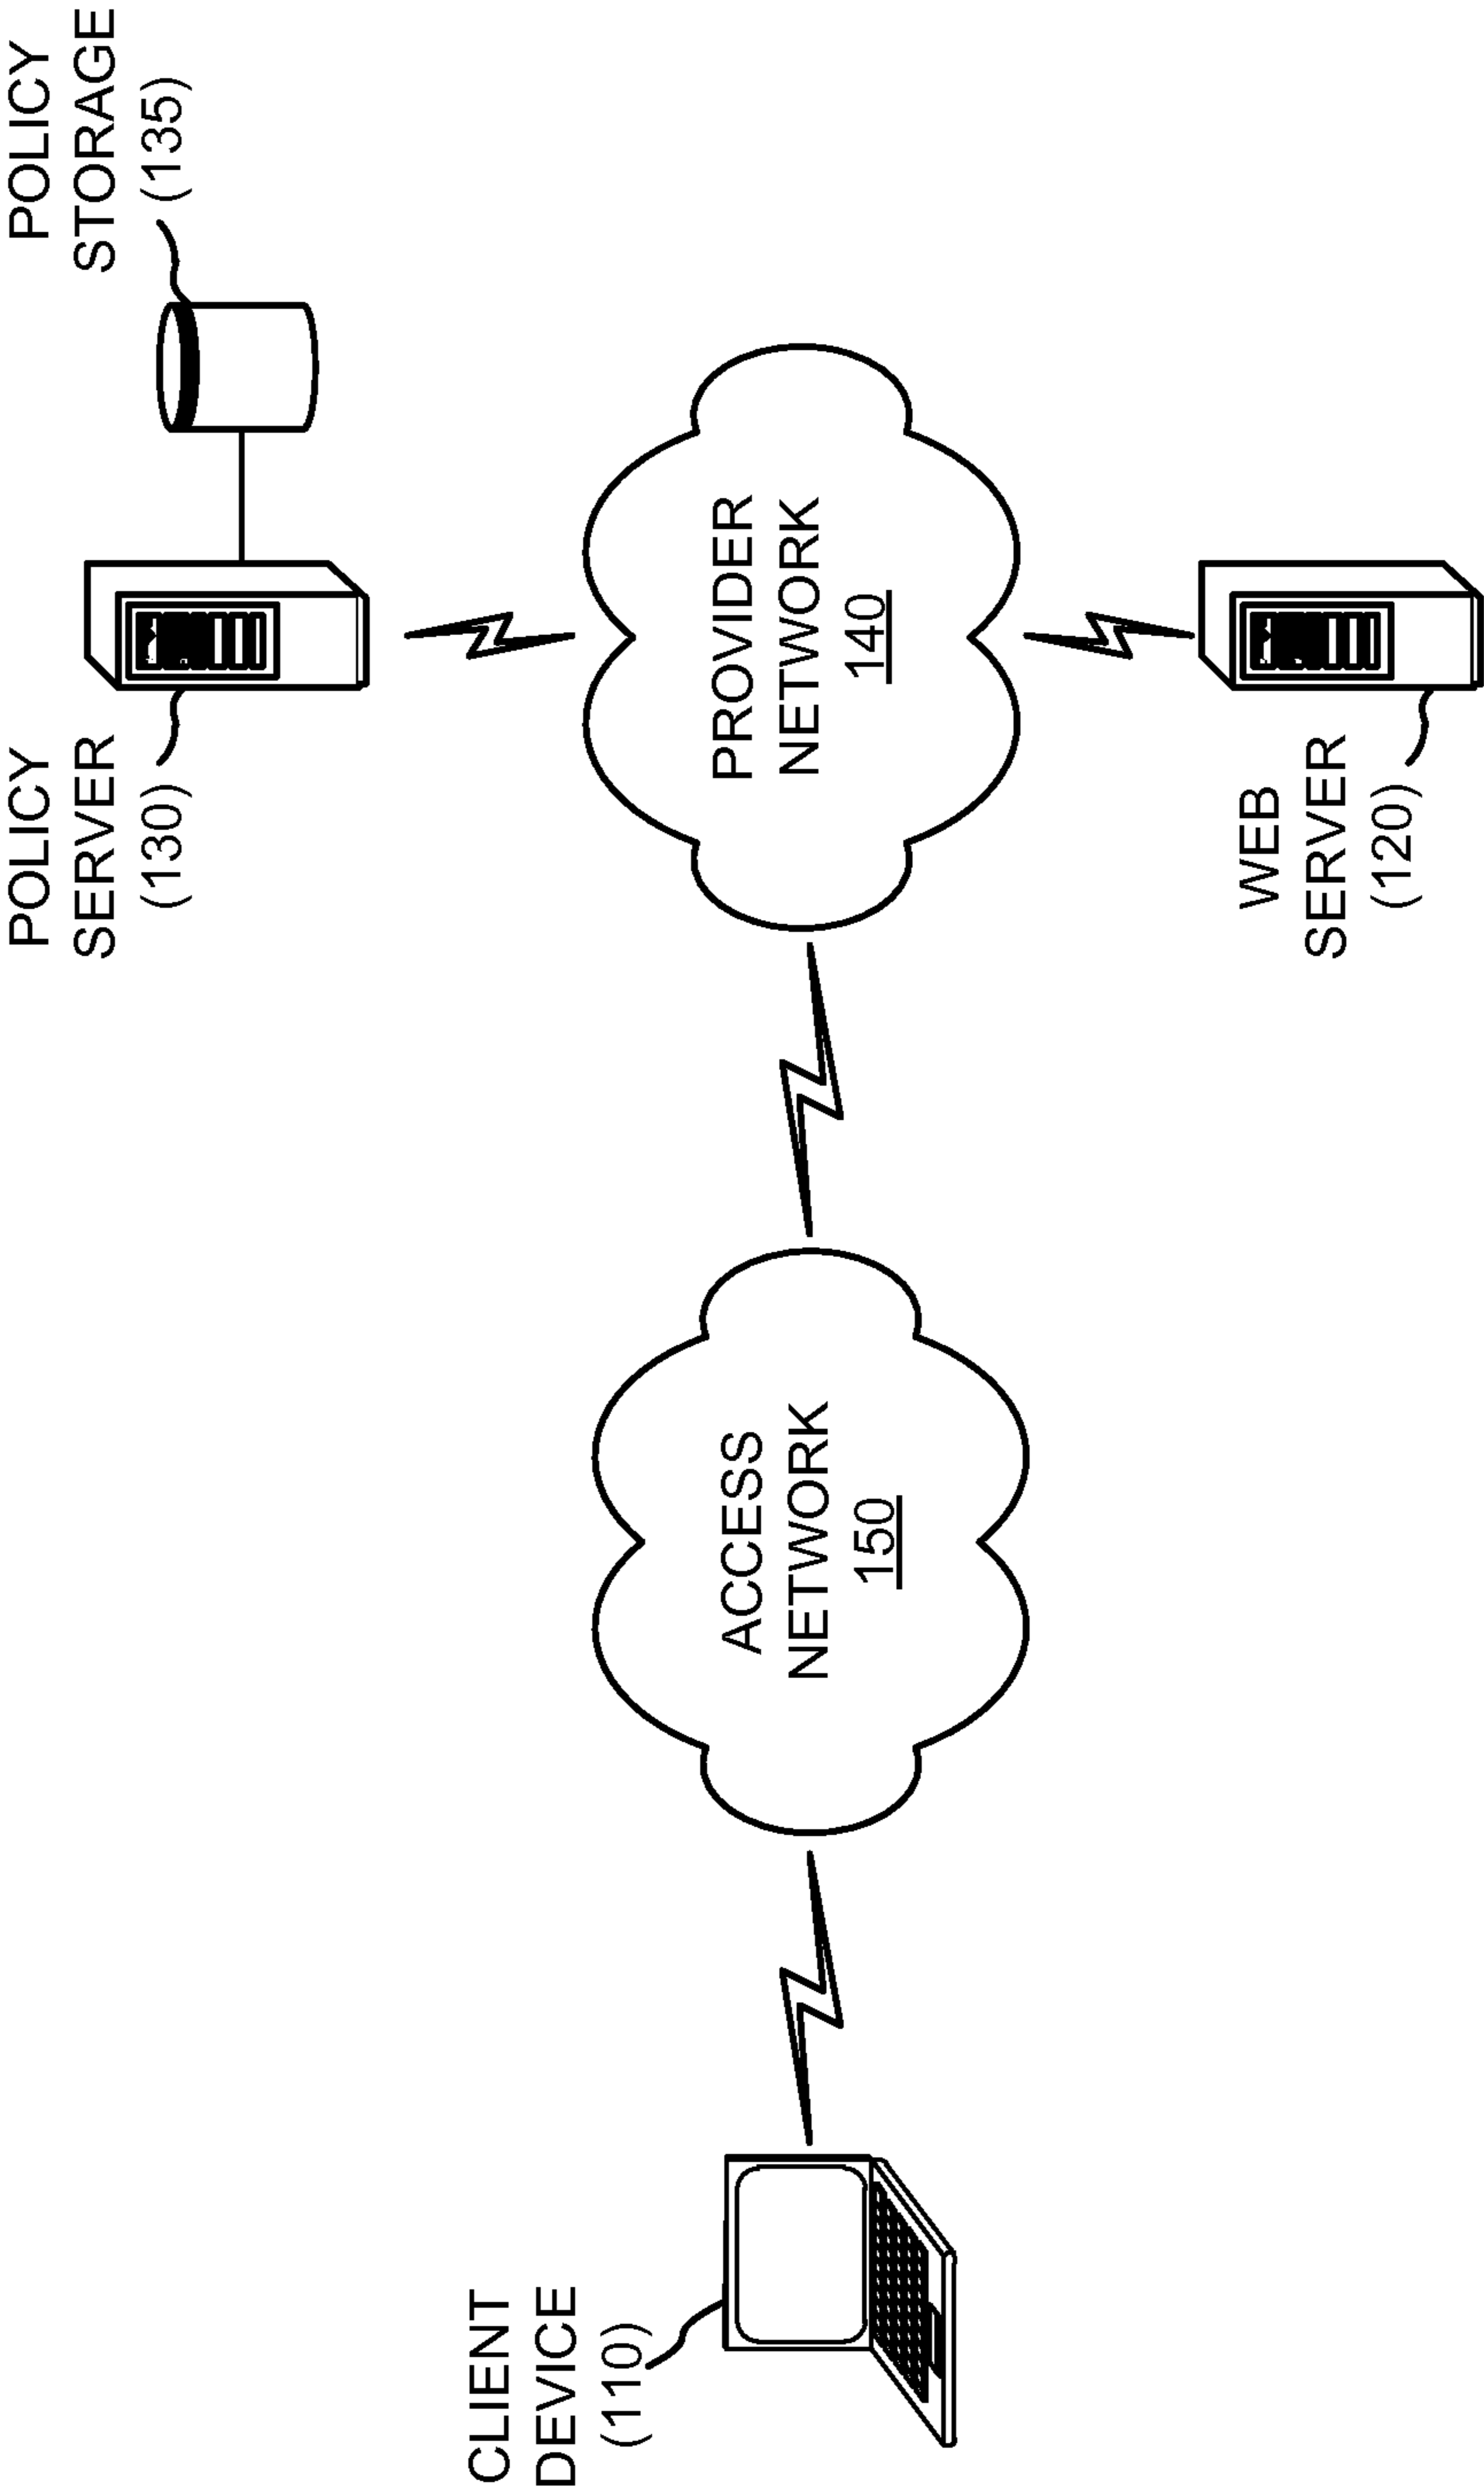 POLICY
SERVER
(130)
POLICY
STORAGE
(135)
CLIENT
DEVICE
(110)
ACCESS
NETWORK
150
PROVIDER
NETWORK
140
WEB
SERVER
(120)